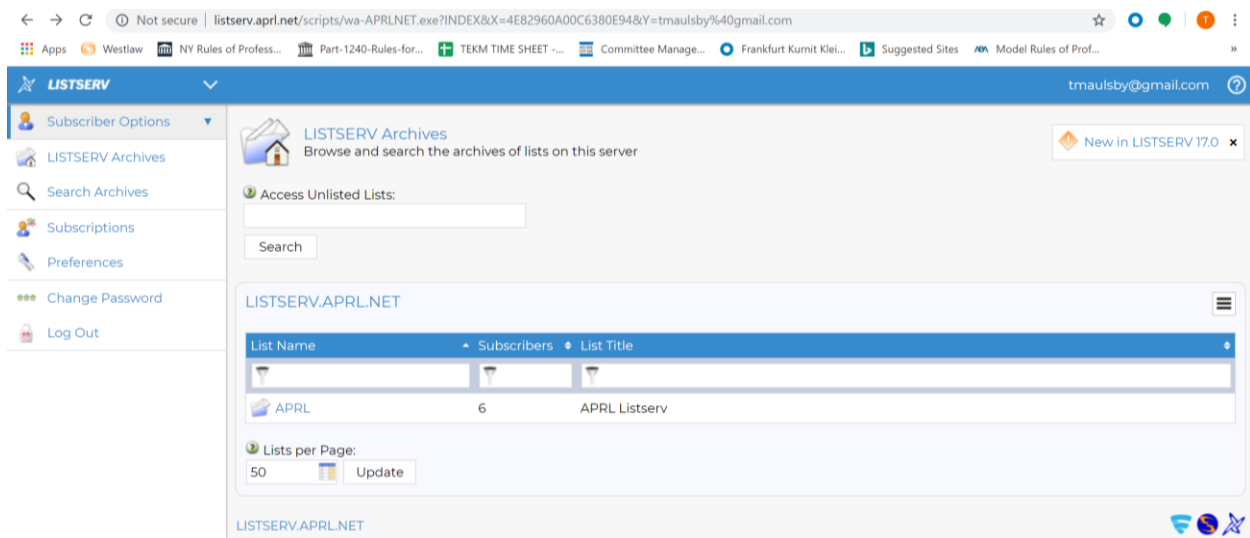 Not secure | listserv.aprl.net/scripts/wa-APRLNET.exe?INDEX&X=4E82960A00C6380E94&Y=tmaulsby%40gmail.com T
Apps Westlaw NY Rules of Profess... Part-1240-Rules-for... TEKM TIME SHEET -... Committee Manage... Frankfurt Kurnit Klei... Suggested Sites ABA Model Rules of Prof... »
LISTSERV tmaulsby@gmail.com ?
Subscriber Options
LISTSERV Archives
Search Archives
Subscriptions
Preferences
Change Password
Log Out
LISTSERV Archives
Browse and search the archives of lists on this server
New in LISTSERV 17.0 ×
Access Unlisted Lists:
Search
LISTSERV.APRL.NET
List Name Subscribers List Title
APRL 6 APRL Listserv
Lists per Page:
50 Update
LISTSERV.APRL.NET